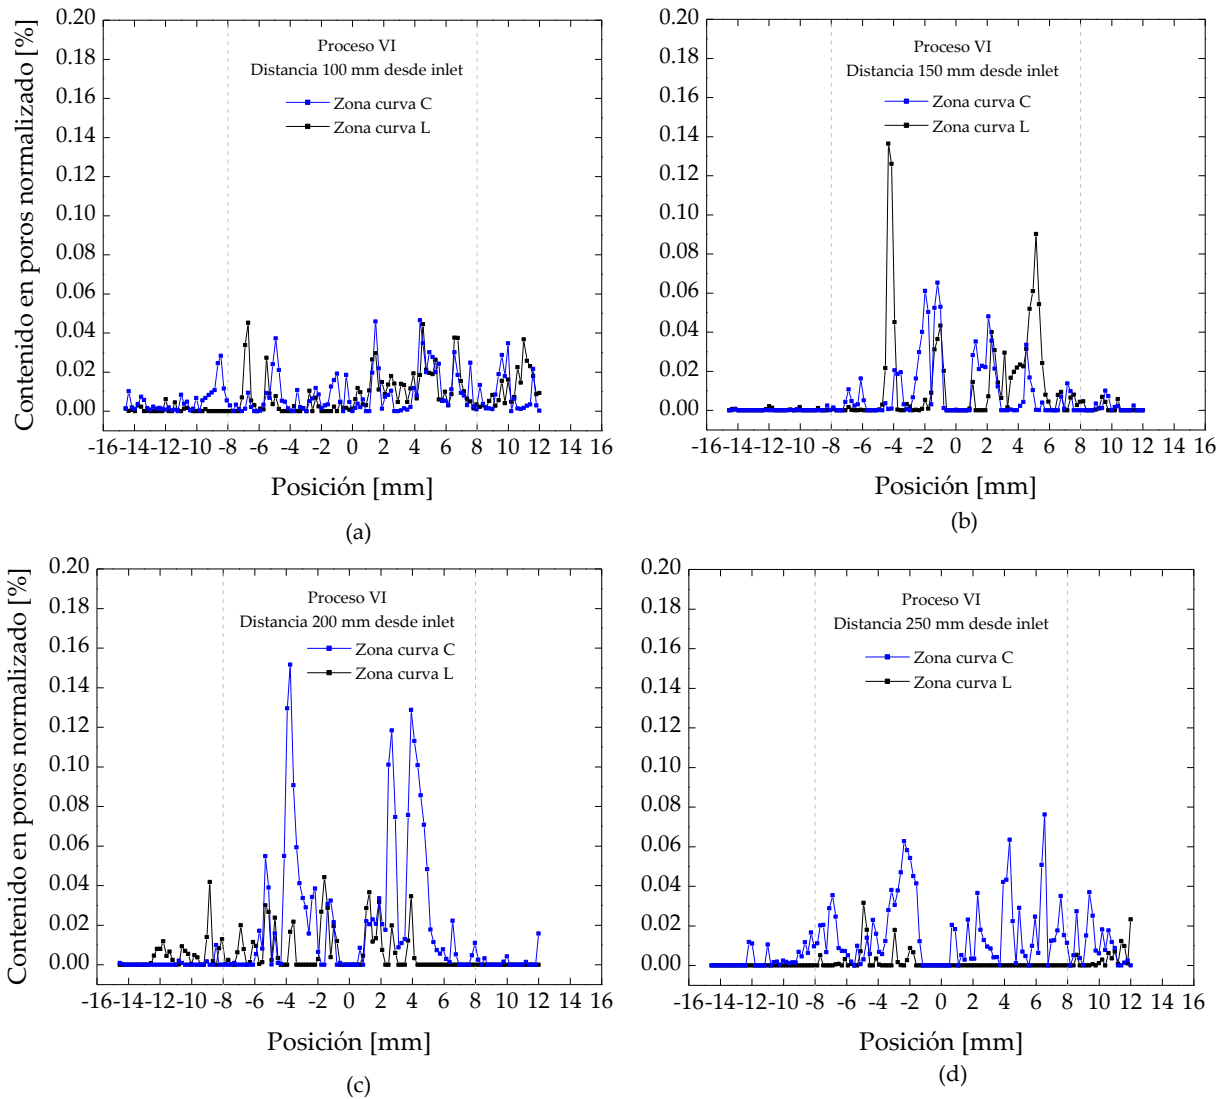 Contenido en poros normalizado [%]
0.20
0.18
0.16
0.14
0.12
0.10
0.08
0.06
0.04
0.02
0.00
Proceso VI
Distancia 100 mm desde inlet
Zona curva C
Zona curva L
-16 -14 -12 -10 -8 -6 -4 -2 0 2 4 6 8 10 12 14 16
Posición [mm]
(a)
0.20
0.18
0.16
0.14
0.12
0.10
0.08
0.06
0.04
0.02
0.00
Proceso VI
Distancia 150 mm desde inlet
Zona curva C
Zona curva L
-16 -14 -12 -10 -8 -6 -4 -2 0 2 4 6 8 10 12 14 16
Posición [mm]
(b)
Contenido en poros normalizado [%]
0.20
0.18
0.16
0.14
0.12
0.10
0.08
0.06
0.04
0.02
0.00
Proceso VI
Distancia 200 mm desde inlet
Zona curva C
Zona curva L
-16 -14 -12 -10 -8 -6 -4 -2 0 2 4 6 8 10 12 14 16
Posición [mm]
(c)
0.20
0.18
0.16
0.14
0.12
0.10
0.08
0.06
0.04
0.02
0.00
Proceso VI
Distancia 250 mm desde inlet
Zona curva C
Zona curva L
-16 -14 -12 -10 -8 -6 -4 -2 0 2 4 6 8 10 12 14 16
Posición [mm]
(d)